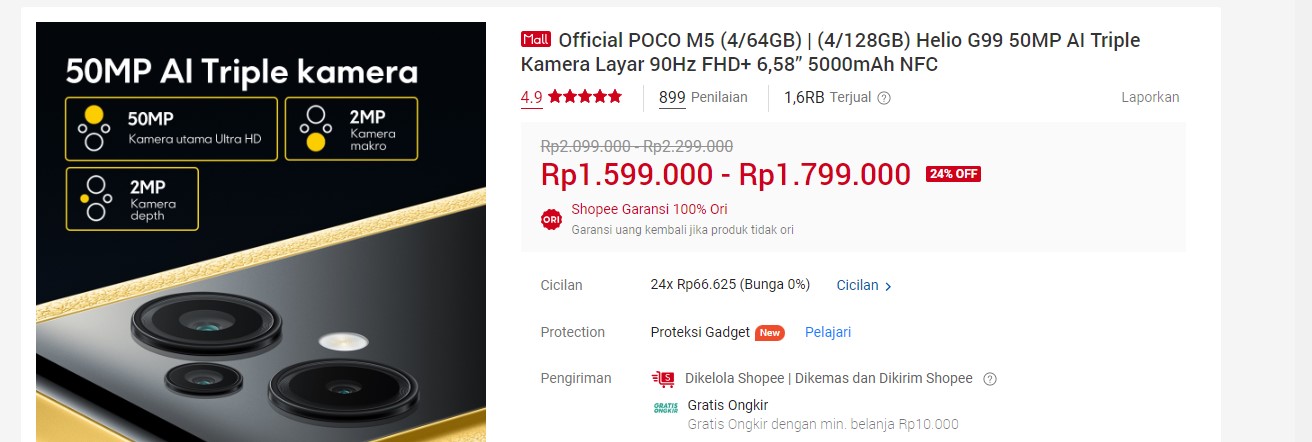 50MP AI Triple kamera
50MP
Kamera utama Ultra HD
2MP
Kamera
makro
2MP
Kamera
depth
Mall Official POCO M5 (4/64GB) | (4/128GB) Helio G99 50MP AI Triple
Kamera Layar 90Hz FHD+ 6,58” 5000mAh NFC
4.9 899 Penilaian 1,6RB Terjual ? Laporkan
Rp2.099.000 - Rp2.299.000
Rp1.599.000 - Rp1.799.000 24% OFF
ORI Shopee Garansi 100% Ori
Garansi uang kembali jika produk tidak ori
Cicilan 24x Rp66.625 (Bunga 0%) Cicilan >
Protection Proteksi Gadget New Pelajari
Pengiriman Dikelola Shopee | Dikemas dan Dikirim Shopee ?
GRATIS ONGKIR Gratis Ongkir
Gratis Ongkir dengan min. belanja Rp10.000